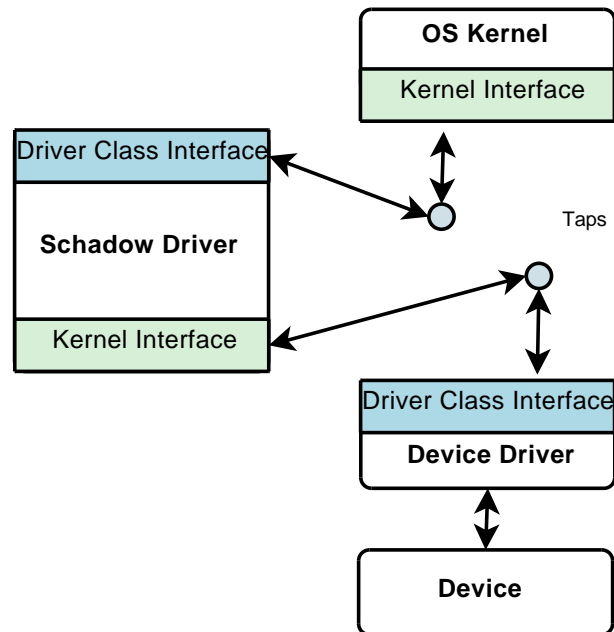 OS Kernel
Kernel Interface
Driver Class Interface
Schadow Driver
Kernel Interface
Taps
Driver Class Interface
Device Driver
Device